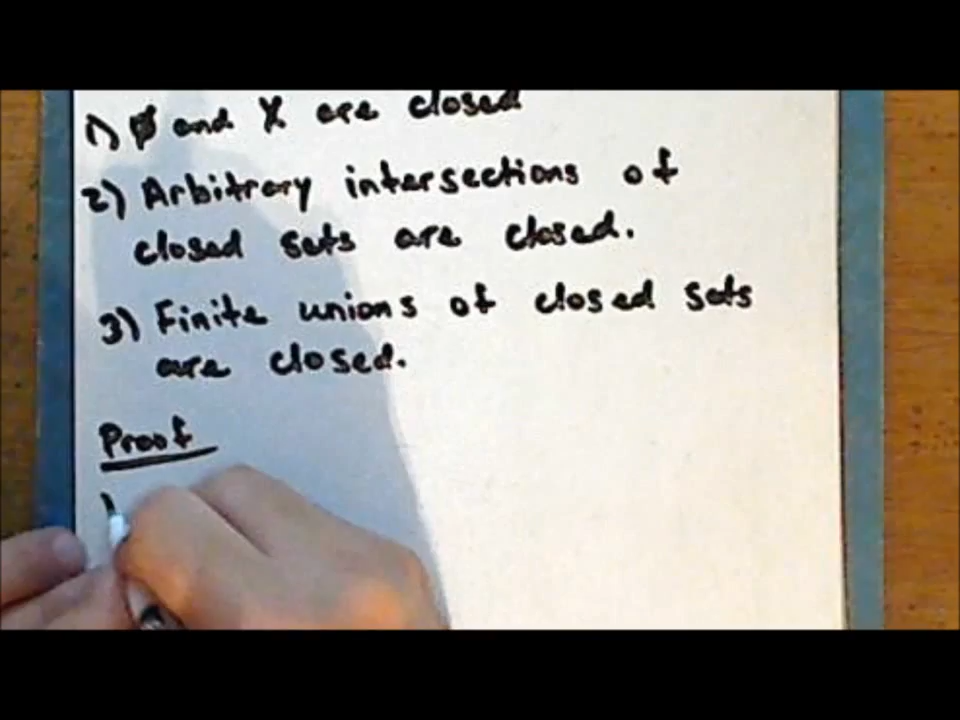 1) Ø and X are closed
2) Arbitrary intersections of
closed sets are closed.
3) Finite unions of closed sets
are closed.
Proof